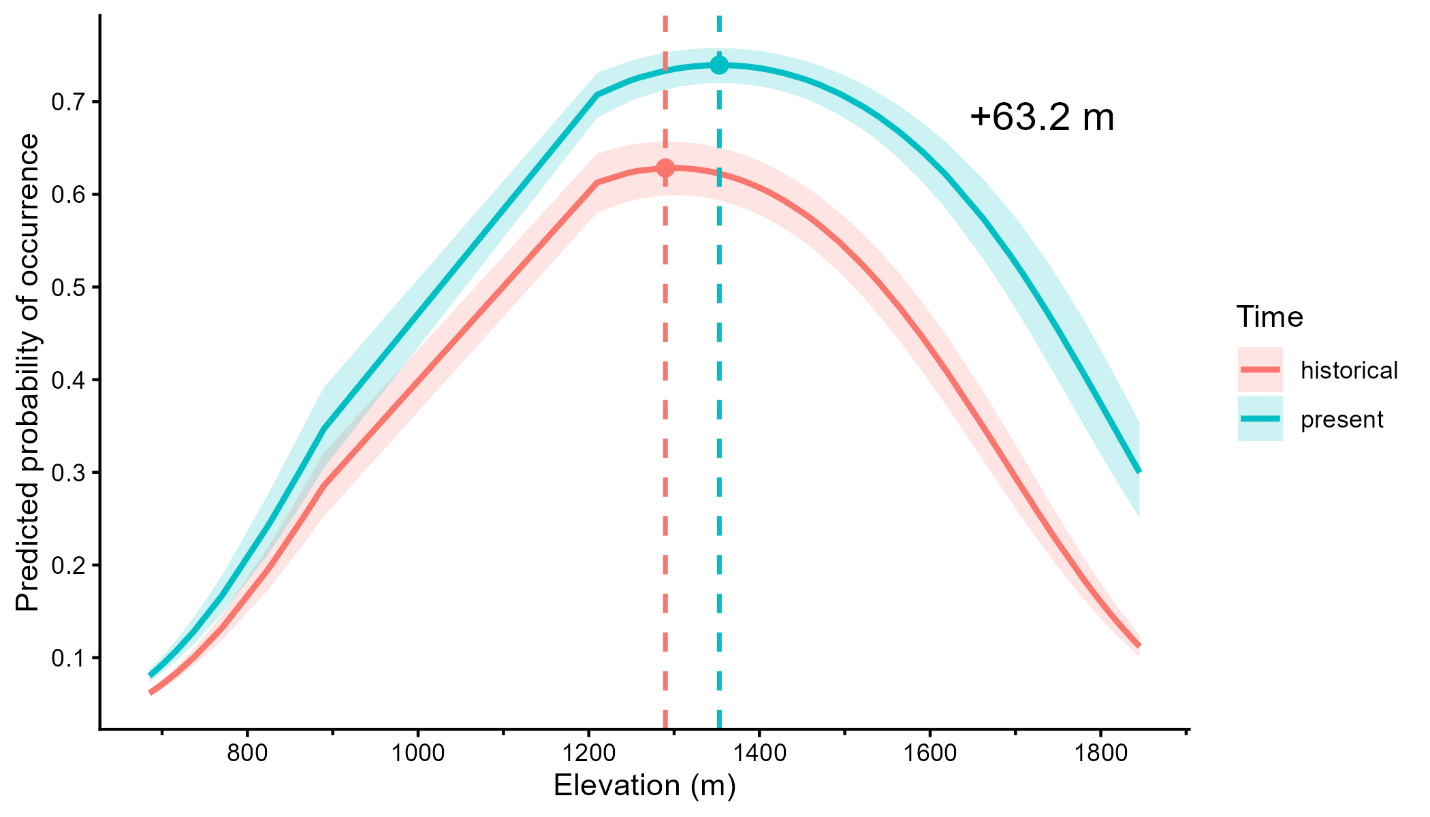 +63.2 m
Predicted probability of occurrence
0.7
0.6
0.5
0.4
0.3
0.2
0.1
800 1000 1200 1400 1600 1800
Elevation (m)
Time
historical
present